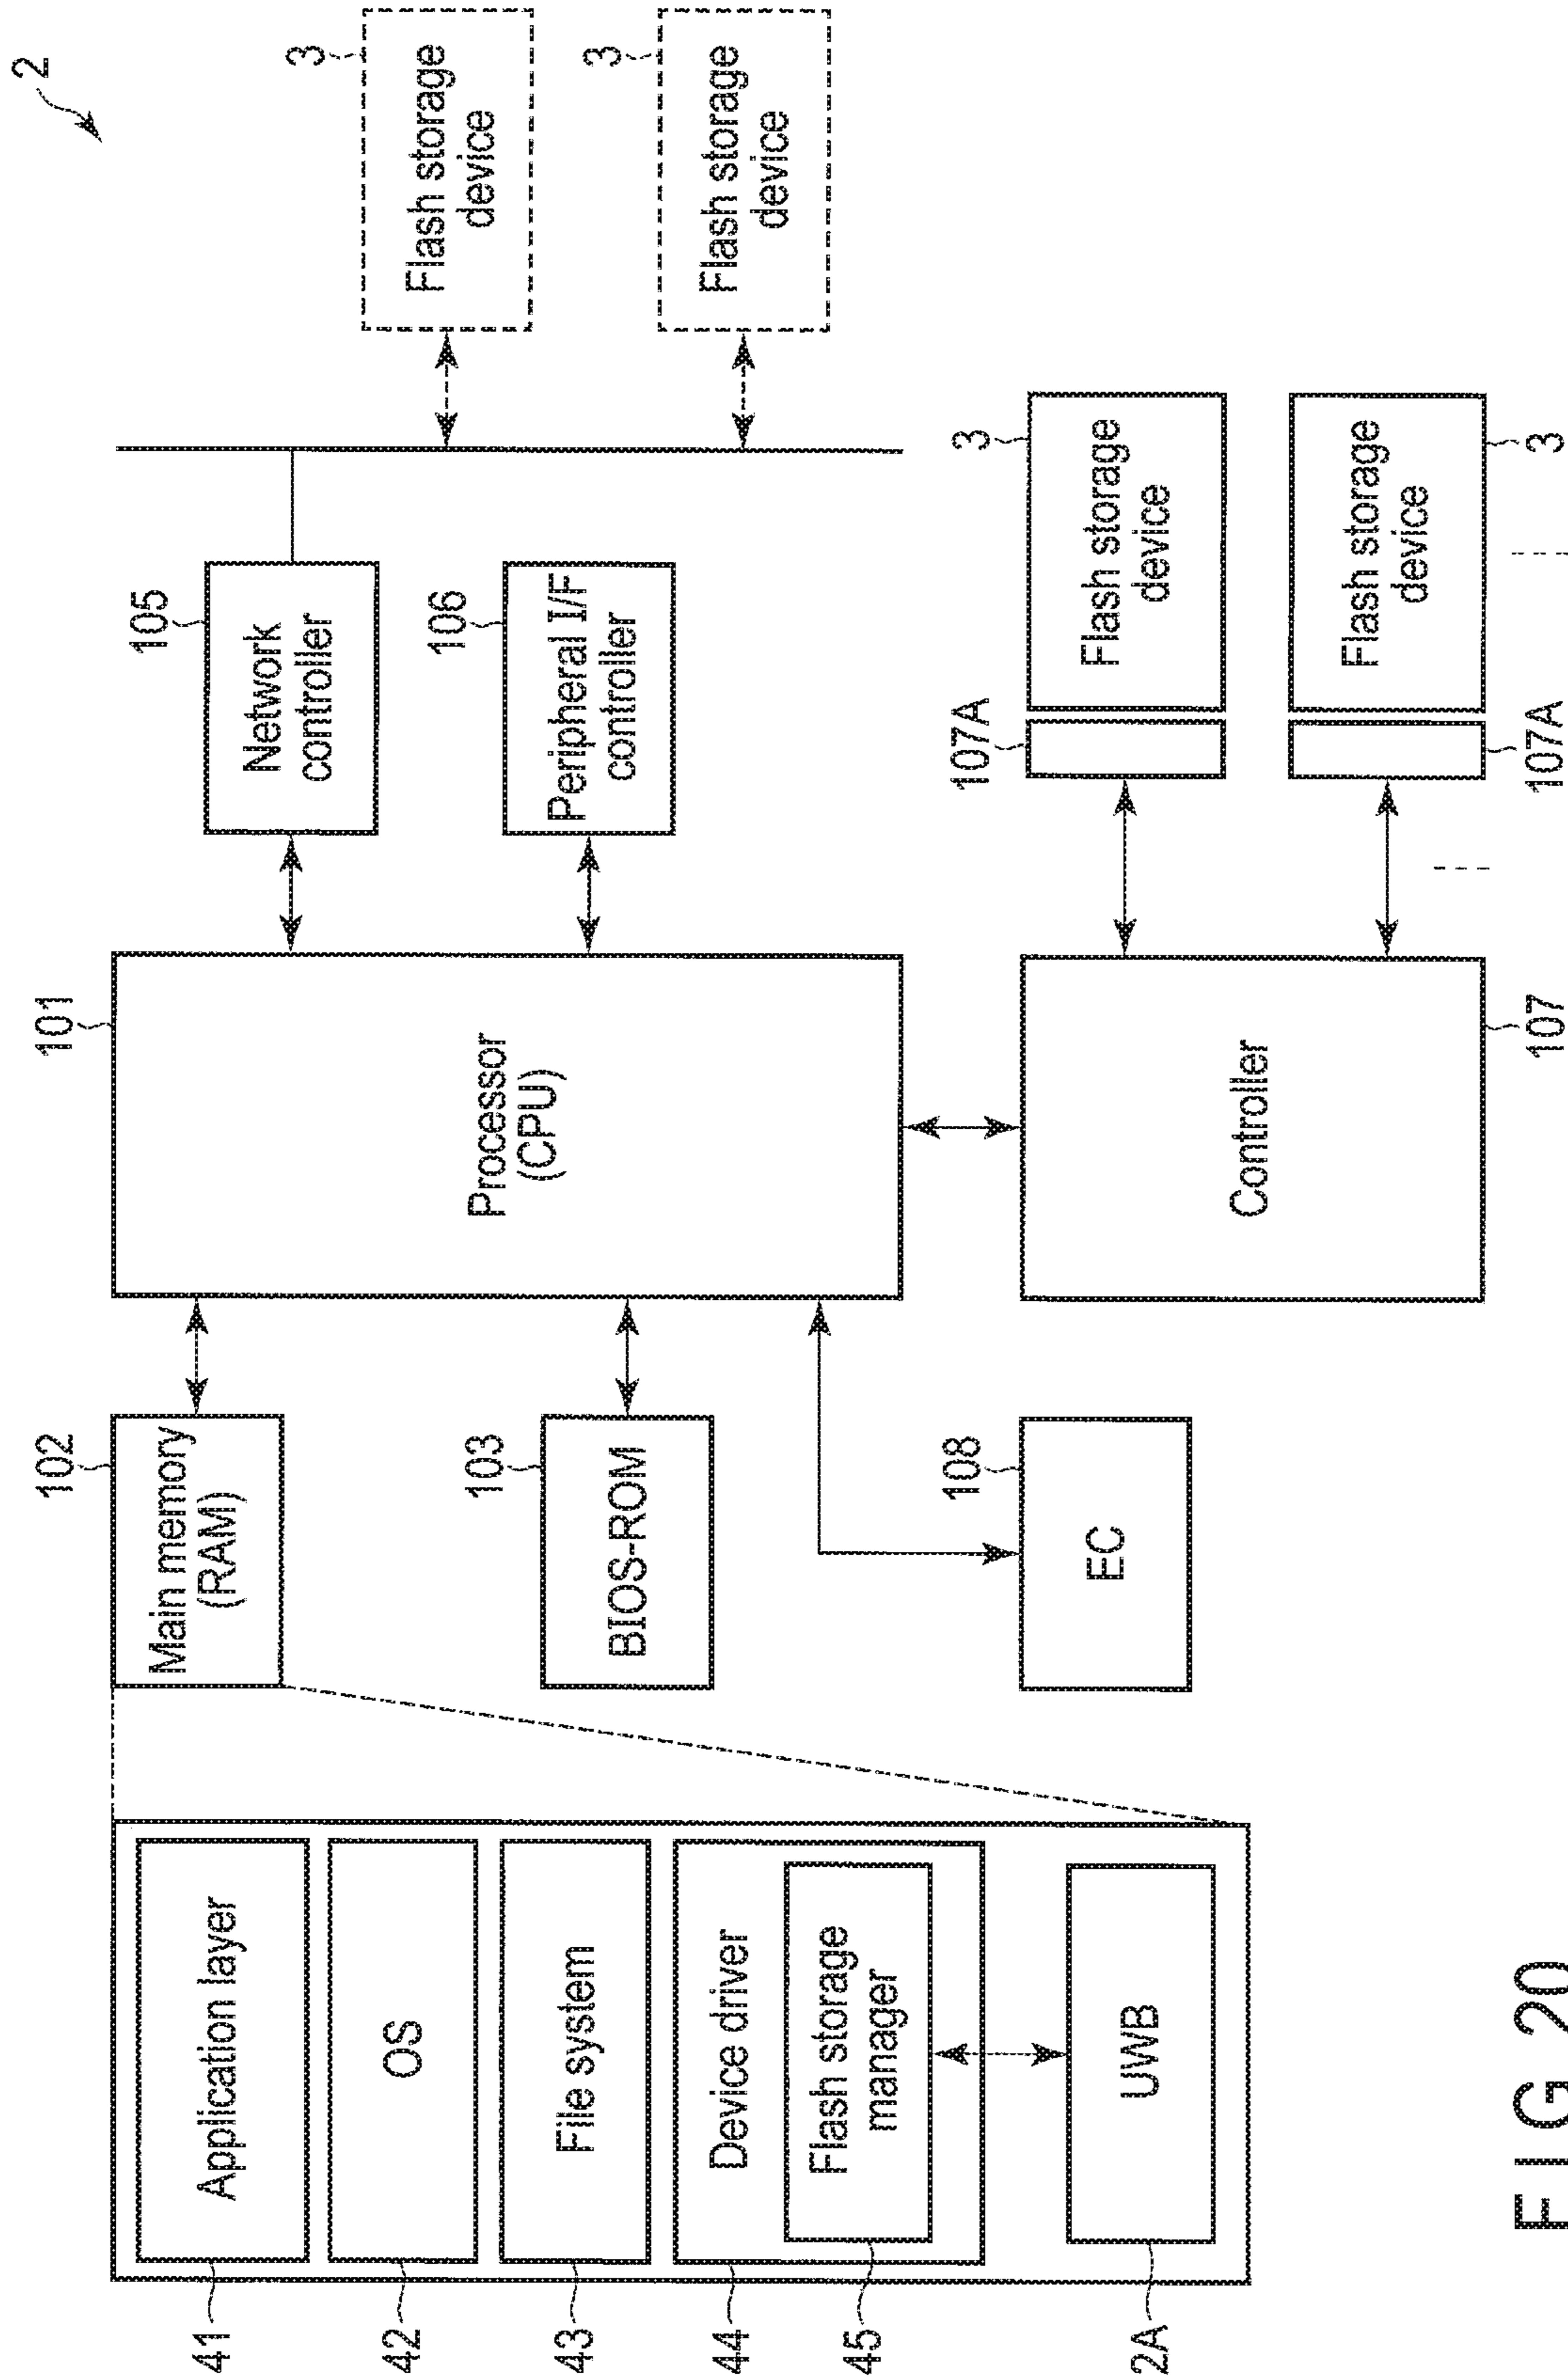 2
41
Application layer
42
OS
43
File system
44
Device driver
45
Flash storage
manager
2A
UWB
102
Main memory
(RAM)
103
BIOS-ROM
108
EC
101
Processor
(CPU)
107
Controller
105
Network
controller
106
Peripheral I/F
controller
3
Flash storage
device
3
Flash storage
device
107A
3
Flash storage
device
107A
3
Flash storage
device
FIG 20